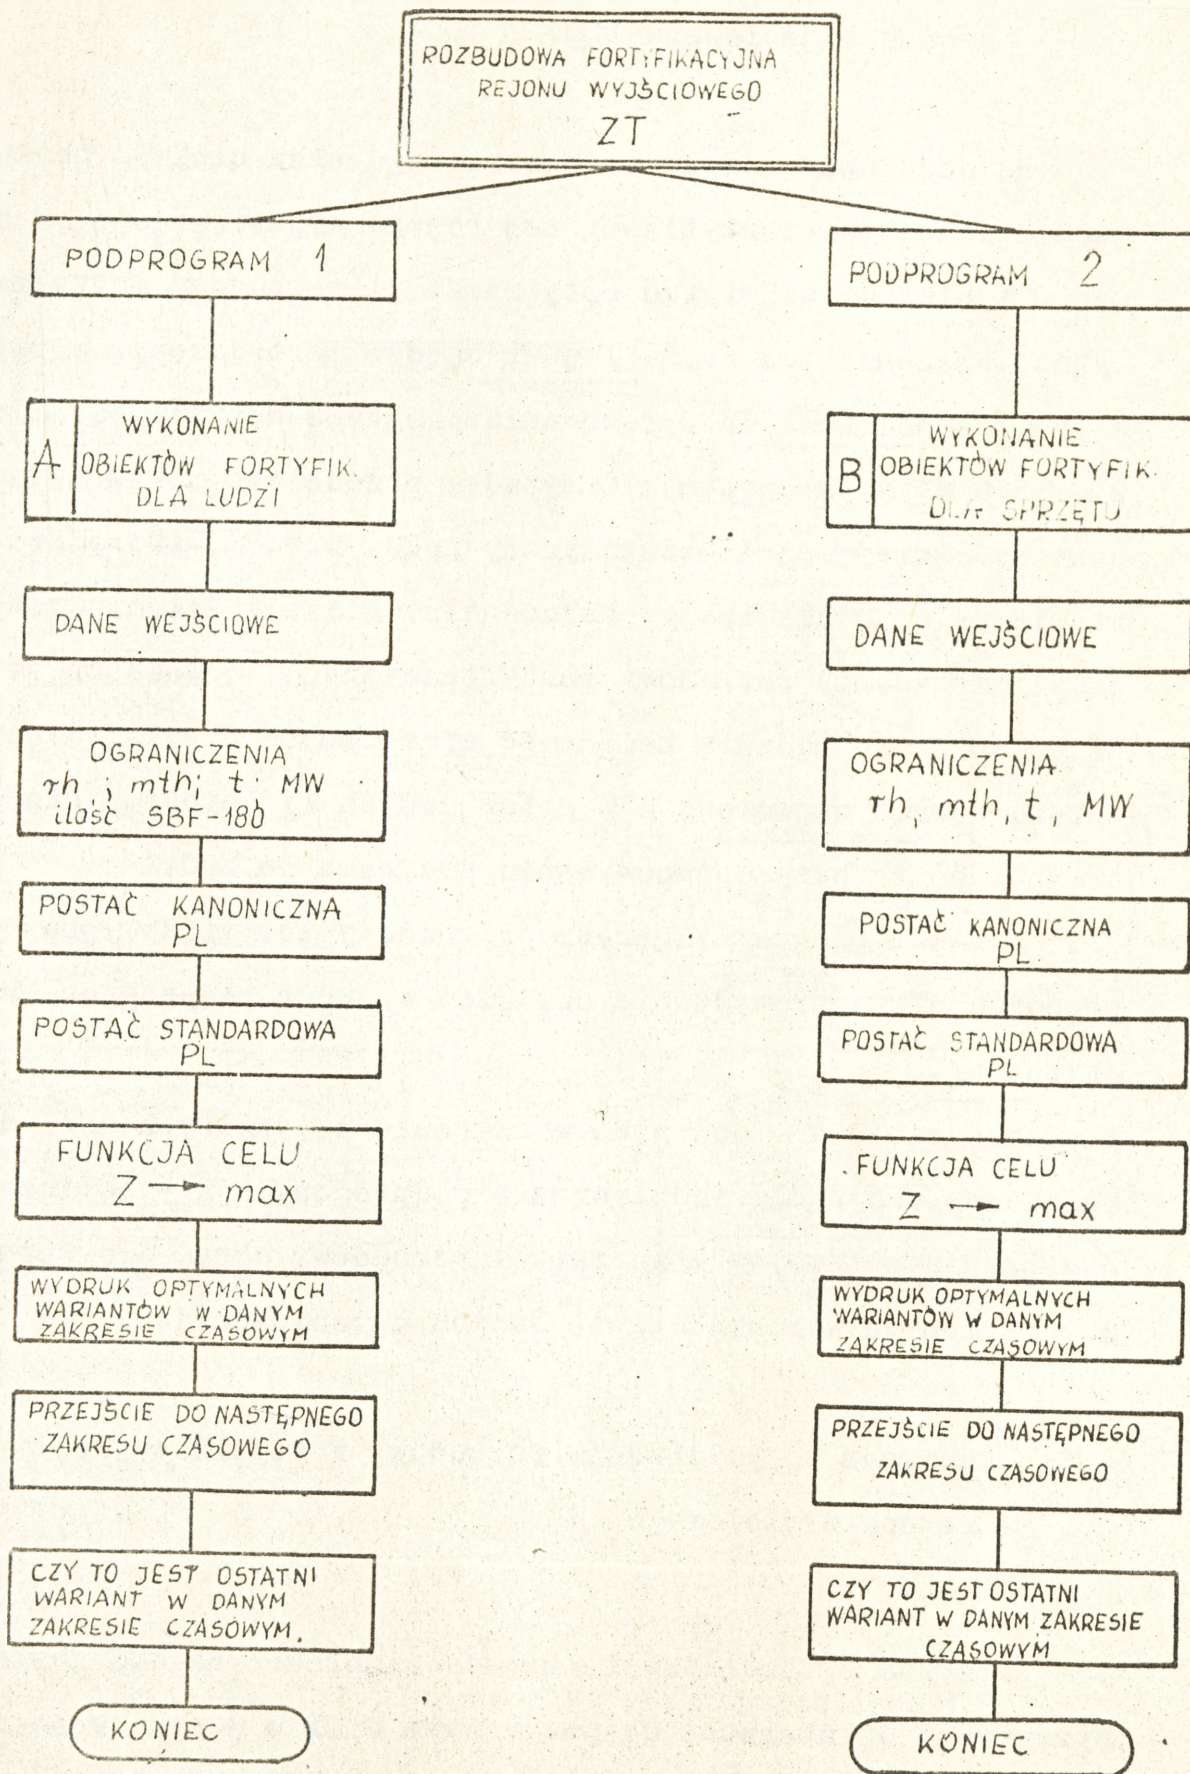 ROZBUDOWA FORTYFIKACYJNA
REJONU WYJŚCIOWEGO
ZT
PODPROGRAM 1
A
WYKONANIE
OBIEKTÓW FORTYFIK.
DLA LUDZI
DANE WEJŚCIOWE
OGRANICZENIA
rh, ; mth; t; MW
ilość SBF-180
POSTAĆ KANONICZNA
PL
POSTAĆ STANDARDOWA
PL
FUNKCJA CELU
Z → max
WYDRUK OPTYMALNYCH
WARIANTÓW W DANYM
ZAKRESIE CZASOWYM
PRZEJŚCIE DO NASTĘPNEGO
ZAKRESU CZASOWEGO
CZY TO JEST OSTATNI
WARIANT W DANYM
ZAKRESIE CZASOWYM.
KONIEC
PODPROGRAM 2
B
WYKONANIE
OBIEKTÓW FORTYFIK.
DLA SPRZĘTU
DANE WEJŚCIOWE
OGRANICZENIA
rh, mth, t, MW
POSTAĆ KANONICZNA
PL
POSTAĆ STANDARDOWA
PL
FUNKCJA CELU
Z → max
WYDRUK OPTYMALNYCH
WARIANTÓW W DANYM
ZAKRESIE CZASOWYM
PRZEJŚCIE DO NASTĘPNEGO
ZAKRESU CZASOWEGO
CZY TO JEST OSTATNI
WARIANT W DANYM ZAKRESIE
CZASOWYM
KONIEC